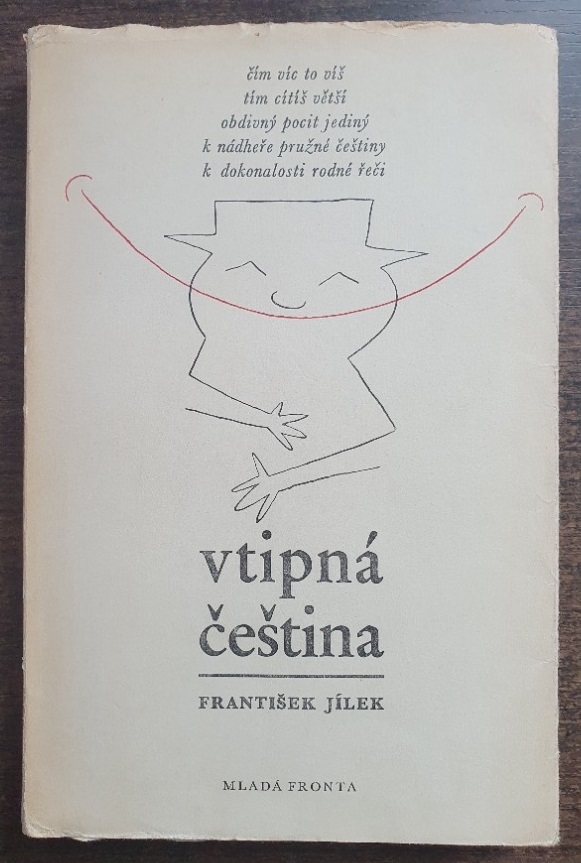 čím víc to víš
tím cítíš větší
obdivný pocit jediný
k nádheře pružné češtiny
k dokonalosti rodné řeči
vtipná
čeština
FRANTIŠEK JÍLEK
MLADÁ FRONTA